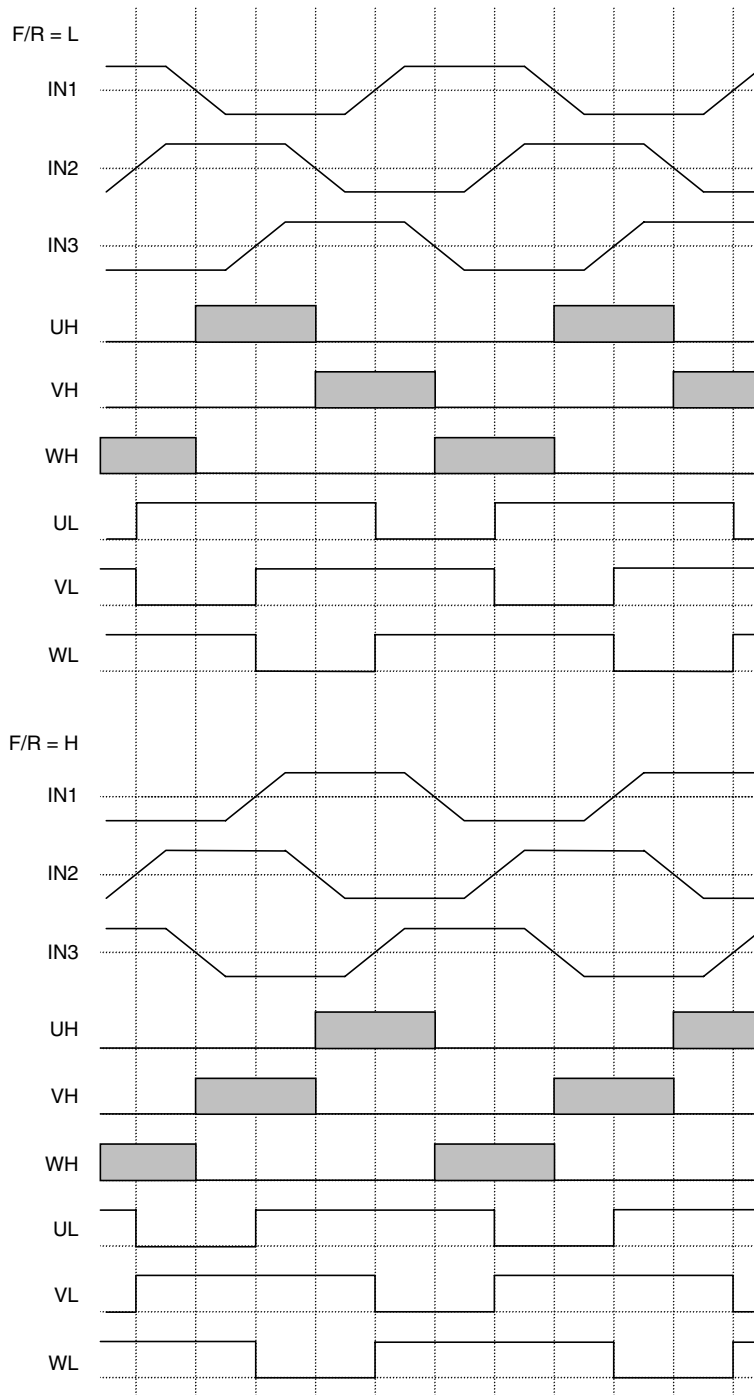 F/R = L
IN1
IN2
IN3
UH
VH
WH
UL
VL
WL
F/R = H
IN1
IN2
IN3
UH
VH
WH
UL
VL
WL